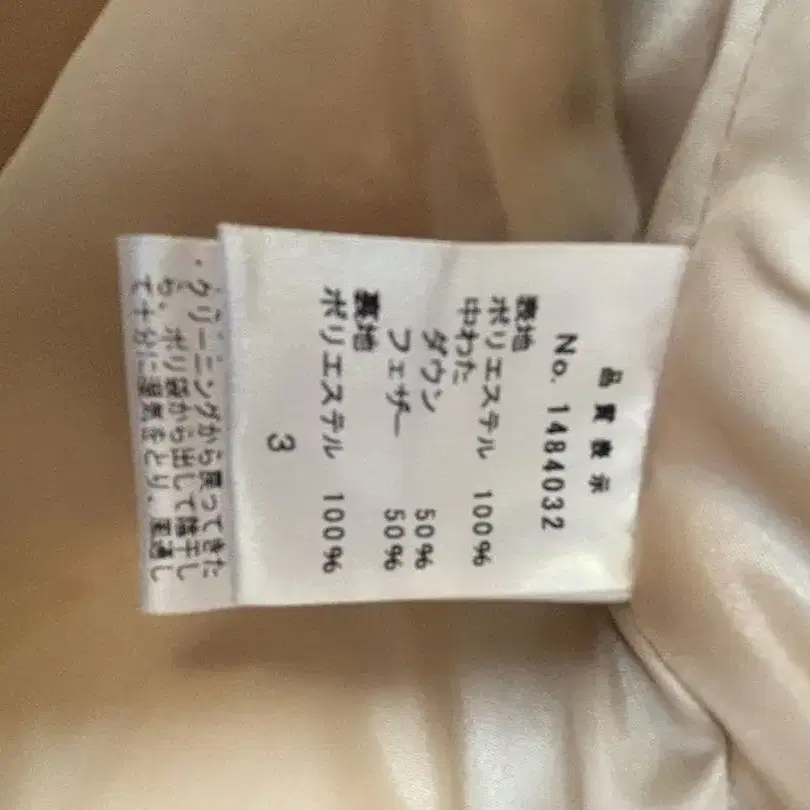 品質表示
No. 1484032
表地
ポリエステル 100%
中わた
ダウン 50%
フェザー 50%
裏地
ポリエステル 100%
3
・クリーニングから戻ってきた
ら、ポリ袋から出して陰干し
て十分に湿気をとり、風通し